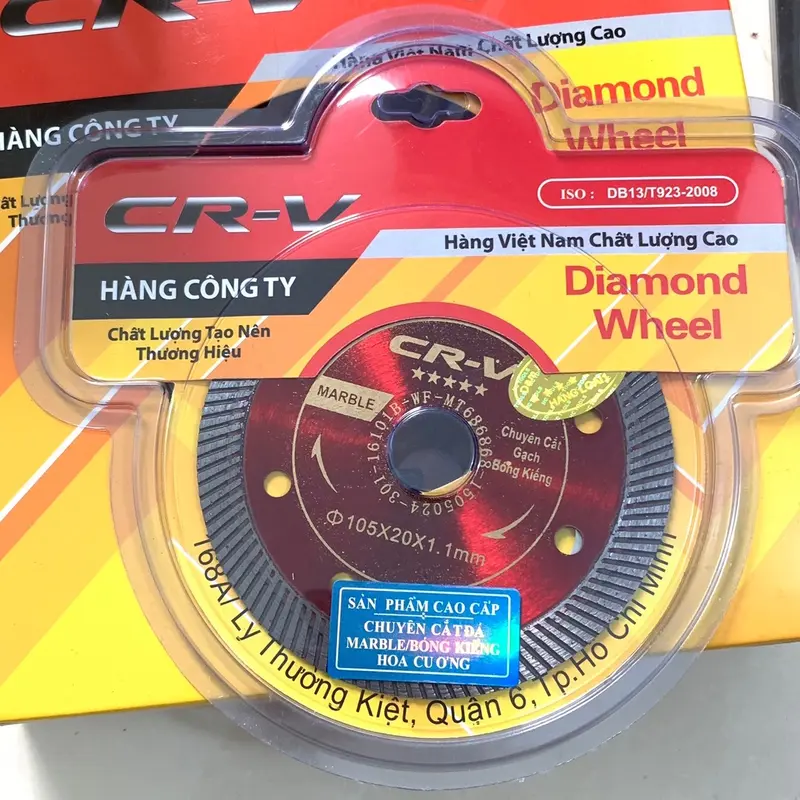 CR-V
Hàng Việt Nam Chất Lượng Cao
HÀNG CÔNG TY
Diamond
Wheel
CR-V
ISO : DB13/T923-2008
Hàng Việt Nam Chất Lượng Cao
HÀNG CÔNG TY
Diamond
Wheel
Chất Lượng Tạo Nên
Thương Hiệu
CR-V
★★★★★
MARBLE
Chuyên Cắt
Gạch
Bóng Kiếng
Φ105X20X1.1mm
SẢN PHẨM CAO CẤP
CHUYÊN CẮT ĐÁ
MARBLE/BÓNG KIẾNG
HOA CƯƠNG
168A/ Lý Thường Kiệt, Quận 6, Tp.Hồ Chí Minh